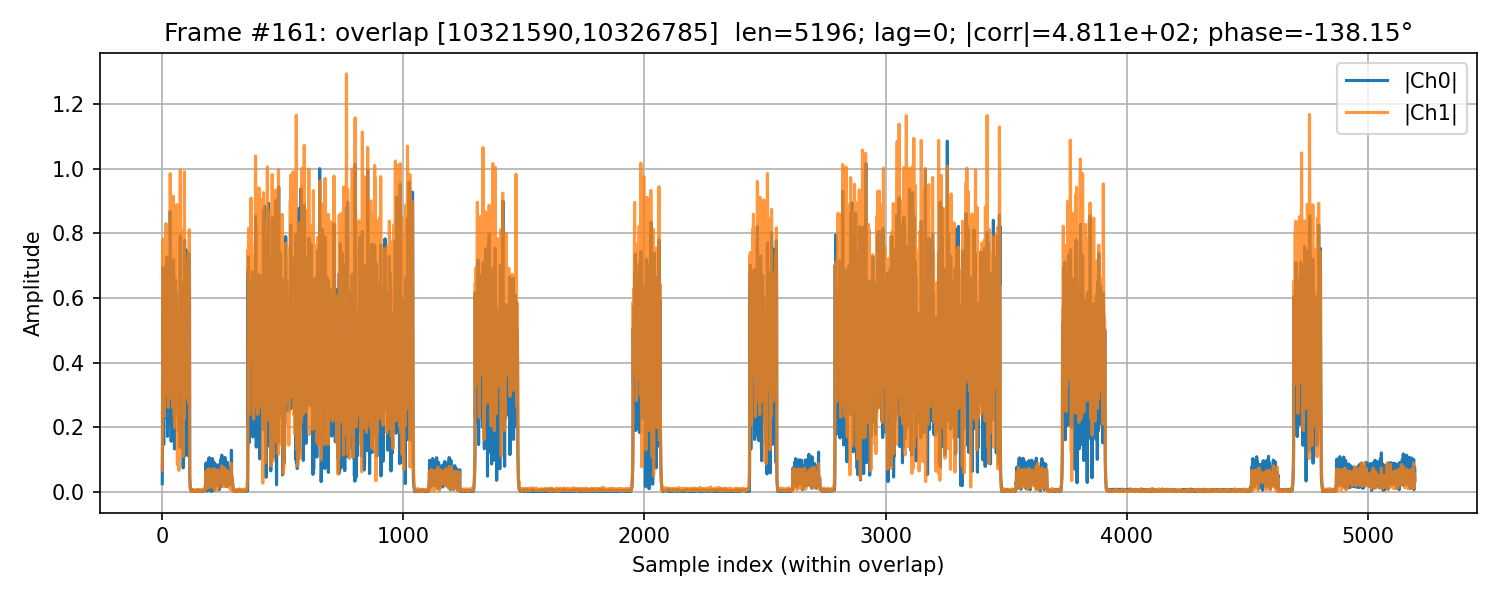 Frame #161: overlap [10321590,10326785]  len=5196; lag=0; |corr|=4.811e+02; phase=-138.15°
|Ch0|
|Ch1|
Amplitude
1.2
1.0
0.8
0.6
0.4
0.2
0.0
0 1000 2000 3000 4000 5000
Sample index (within overlap)